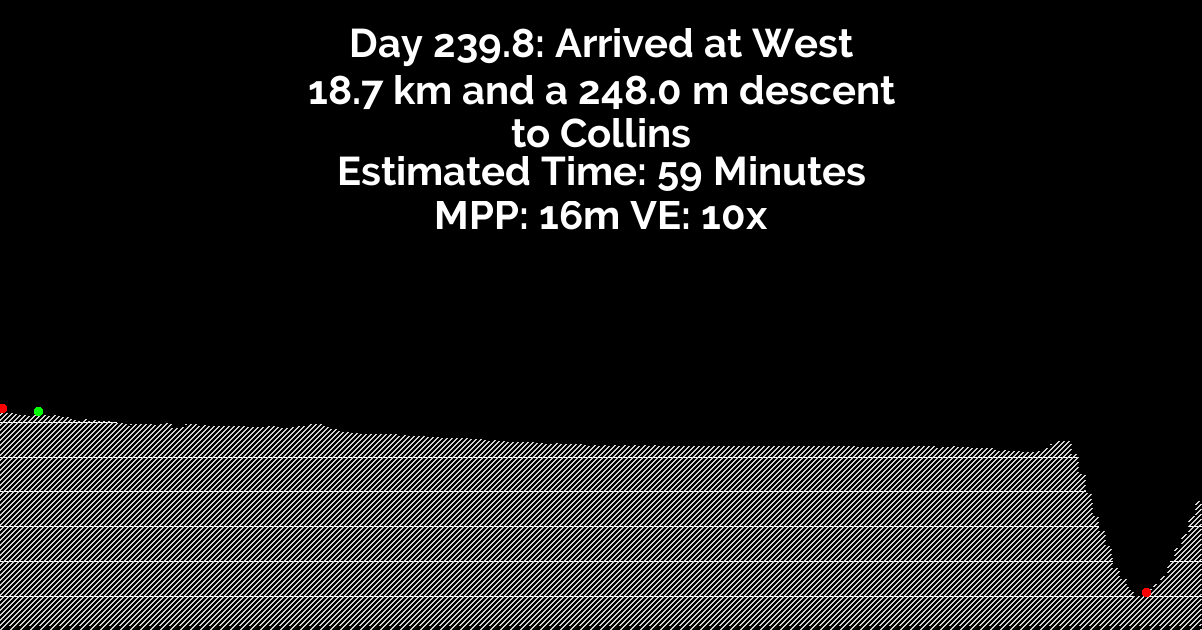 Day 239.8: Arrived at West
18.7 km and a 248.0 m descent
to Collins
Estimated Time: 59 Minutes
MPP: 16m VE: 10x